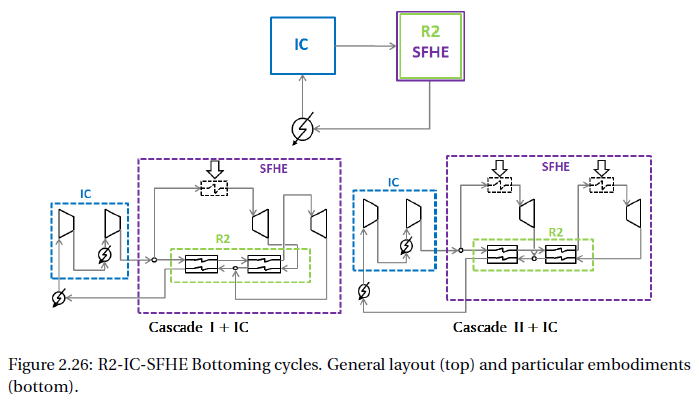 IC
R2
SFHE
SFHE
IC
R2
SFHE
IC
R2
Cascade I + IC
Cascade II + IC
Figure 2.26: R2-IC-SFHE Bottoming cycles. General layout (top) and particular embodiments
(bottom).